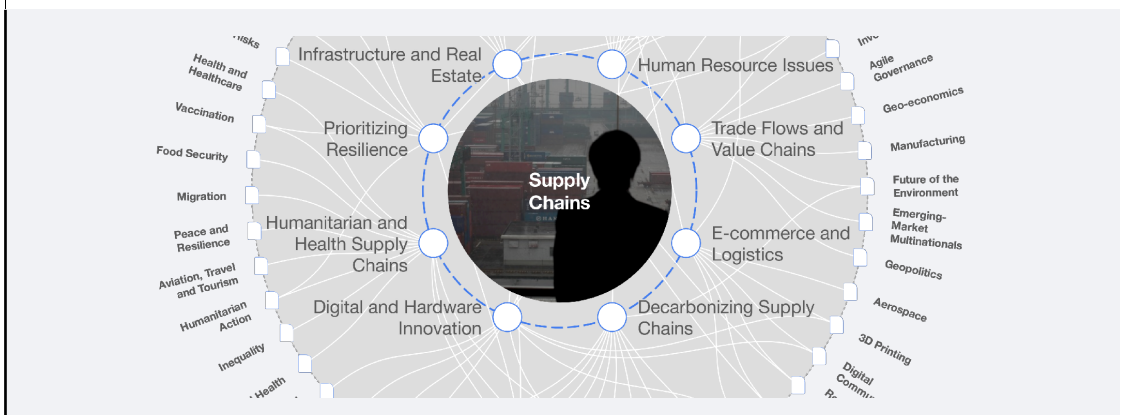 Risks
Health and
Healthcare
Vaccination
Food Security
Migration
Peace and
Resilience
Aviation, Travel
and Tourism
Humanitarian
Action
Inequality
Health
Infrastructure and Real
Estate
Prioritizing
Resilience
Humanitarian and
Health Supply
Chains
Digital and Hardware
Innovation
Supply
Chains
Human Resource Issues
Trade Flows and
Value Chains
E-commerce and
Logistics
Decarbonizing Supply
Chains
Agile
Governance
Geo-economics
Manufacturing
Future of the
Environment
Emerging-
Market
Multinationals
Geopolitics
Aerospace
3D Printing
Digital